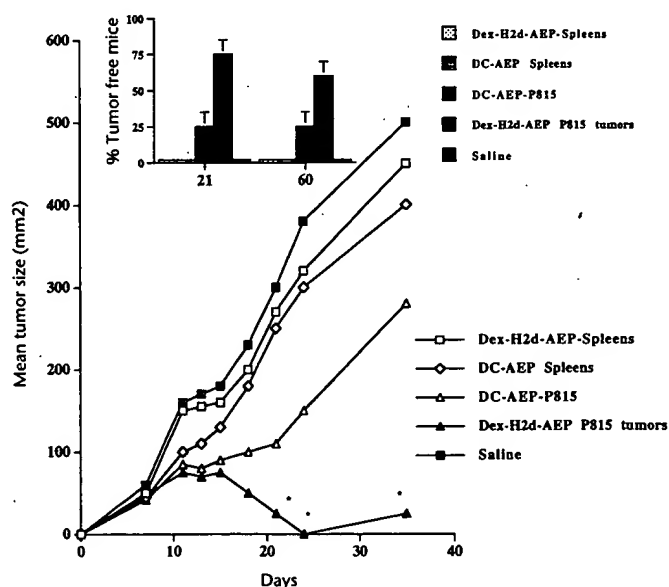 % Tumor free mice
100
75
50
25
0
T T T T
21 60
Dex-H2d-AEP-Spleens
DC-AEP Spleens
DC-AEP-P815
Dex-H2d-AEP P815 tumors
Saline
Mean tumor size (mm2)
600
500
400
300
200
100
0
* * *
Dex-H2d-AEP-Spleens
DC-AEP Spleens
DC-AEP-P815
Dex-H2d-AEP P815 tumors
Saline
0 10 20 30 40
Days